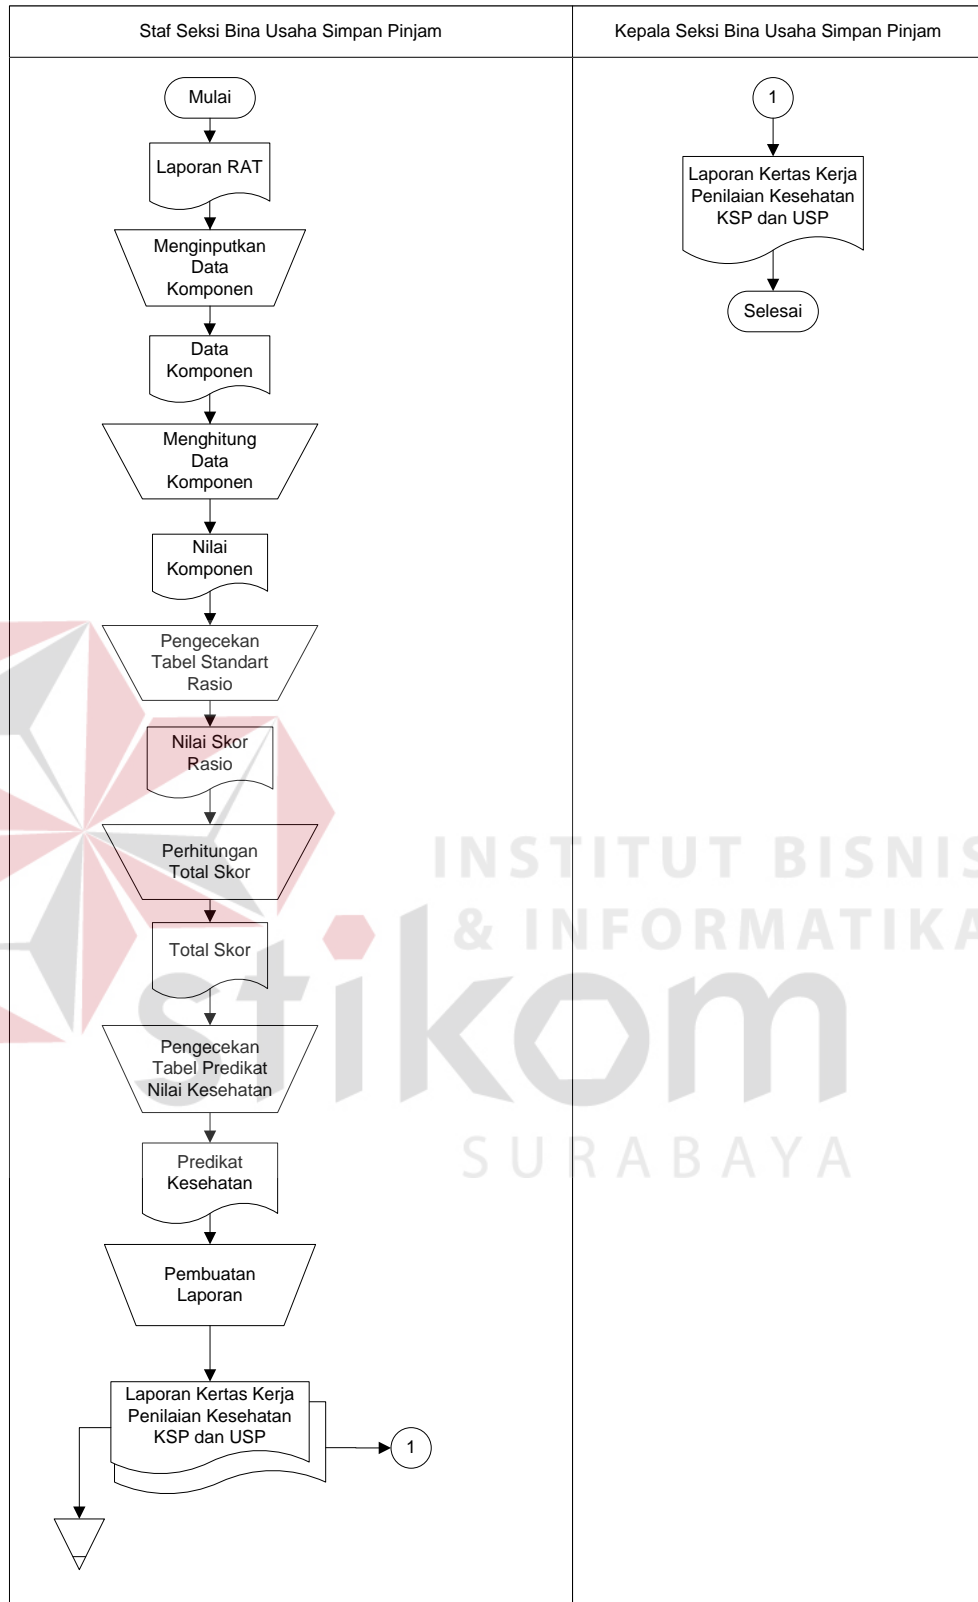 Staf Seksi Bina Usaha Simpan Pinjam
Kepala Seksi Bina Usaha Simpan Pinjam
Mulai
Laporan RAT
Menginputkan
Data
Komponen
Data
Komponen
Menghitung
Data
Komponen
Nilai
Komponen
Pengecekan
Tabel Standart
Rasio
Nilai Skor
Rasio
Perhitungan
Total Skor
Total Skor
Pengecekan
Tabel Predikat
Nilai Kesehatan
Predikat
Kesehatan
Pembuatan
Laporan
Laporan Kertas Kerja
Penilaian Kesehatan
KSP dan USP
1
1
Laporan Kertas Kerja
Penilaian Kesehatan
KSP dan USP
Selesai
INSTITUT BISNIS
& INFORMATIKA
stikom
SURABAYA